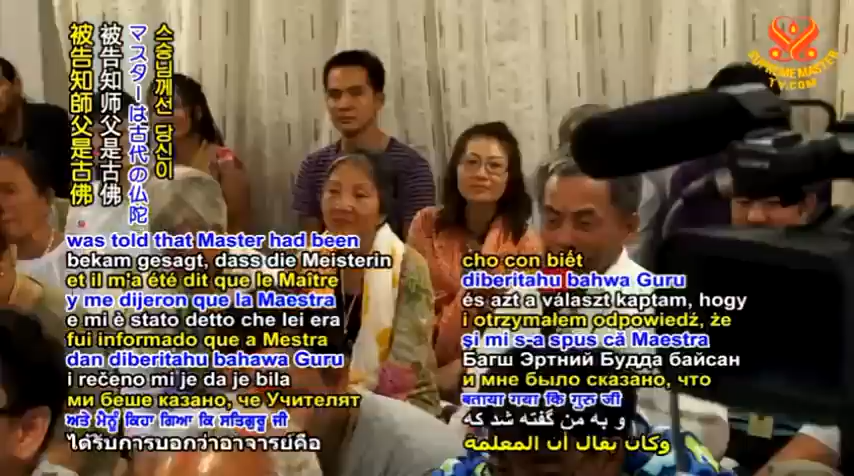 스승님께선 당신이
マスターは古代の仏陀
被告知师父是古佛
被告知師父是古佛
SUPREME MASTER
TV.COM
was told that Master had been
bekam gesagt, dass die Meisterin
et il m'a été dit que le Maître
y me dijeron que la Maestra
e mi è stato detto che lei era
fui informado que a Mestra
dan diberitahu bahawa Guru
i rečeno mi je da je bila
ми беше казано, че Учителят
ਅਤੇ ਮੈਨੂੰ ਕਿਹਾ ਗਿਆ ਕਿ ਸਤਿਗੁਰੂ ਜੀ
ได้รับการบอกว่าอาจารย์คือ
cho con biết
diberitahu bahwa Guru
és azt a választ kaptam, hogy
i otrzymałem odpowiedź, że
și mi s-a spus că Maestra
Багш Эртний Будда байсан
и мне было сказано, что
बताया गया कि गुरु जी
و به من گفته شد که
وكان يقال أن المعلمة